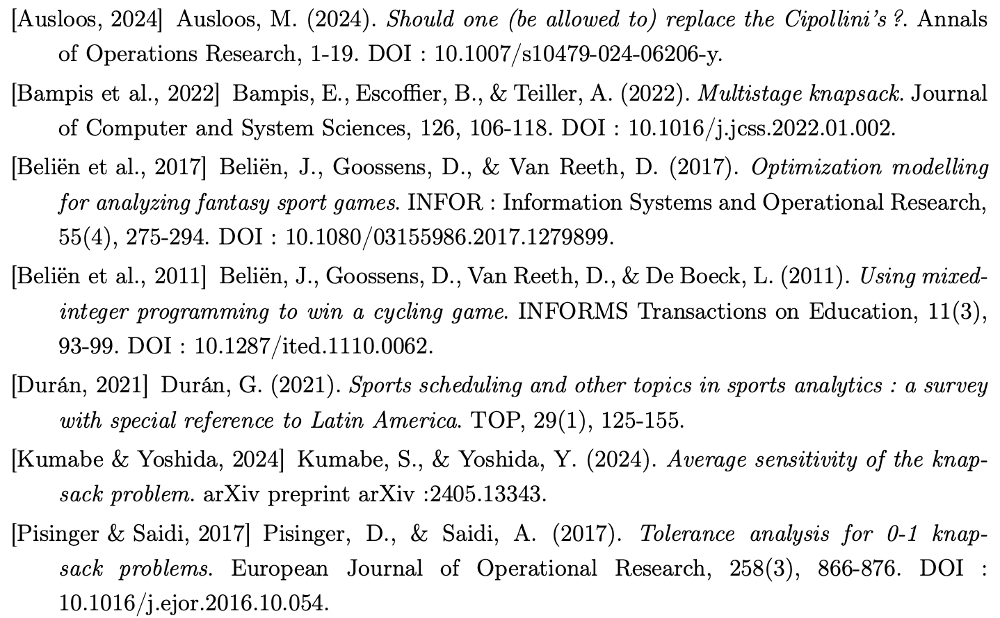 [Ausloos, 2024] Ausloos, M. (2024). Should one (be allowed to) replace the Cipollini's ?. Annals
of Operations Research, 1-19. DOI : 10.1007/s10479-024-06206-y.
[Bampis et al., 2022] Bampis, E., Escoffier, B., & Teiller, A. (2022). Multistage knapsack. Journal
of Computer and System Sciences, 126, 106-118. DOI : 10.1016/j.jcss.2022.01.002.
[Beliën et al., 2017] Beliën, J., Goossens, D., & Van Reeth, D. (2017). Optimization modelling
for analyzing fantasy sport games. INFOR : Information Systems and Operational Research,
55(4), 275-294. DOI : 10.1080/03155986.2017.1279899.
[Beliën et al., 2011] Beliën, J., Goossens, D., Van Reeth, D., & De Boeck, L. (2011). Using mixed-
integer programming to win a cycling game. INFORMS Transactions on Education, 11(3),
93-99. DOI : 10.1287/ited.1110.0062.
[Durán, 2021] Durán, G. (2021). Sports scheduling and other topics in sports analytics : a survey
with special reference to Latin America. TOP, 29(1), 125-155.
[Kumabe & Yoshida, 2024] Kumabe, S., & Yoshida, Y. (2024). Average sensitivity of the knap-
sack problem. arXiv preprint arXiv :2405.13343.
[Pisinger & Saidi, 2017] Pisinger, D., & Saidi, A. (2017). Tolerance analysis for 0-1 knap-
sack problems. European Journal of Operational Research, 258(3), 866-876. DOI :
10.1016/j.ejor.2016.10.054.